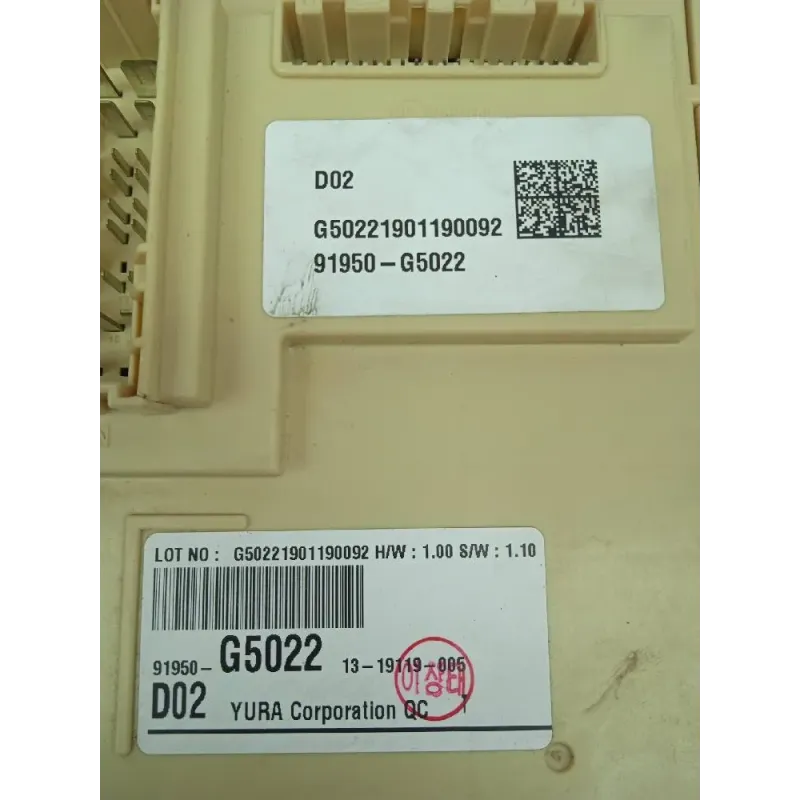 D02
G50221901190092
91950-G5022
LOT NO : G50221901190092 H/W : 1.00 S/W : 1.10
91950-G5022 13-19119-005
이상태
D02 YURA Corporation QC